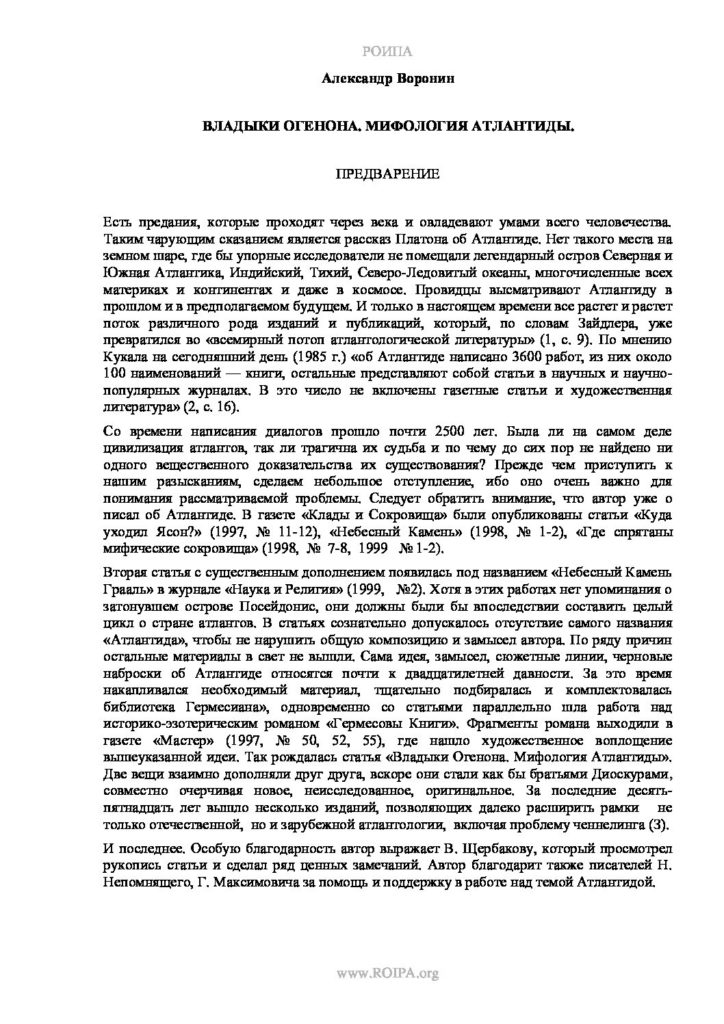 РОИПА
Александр Воронин
ВЛАДЫКИ ОГЕНОНА. МИФОЛОГИЯ АТЛАНТИДЫ.
ПРЕДВАРЕНИЕ
Есть предания, которые проходят через века и овладевают умами всего человечества.
Таким чарующим сказанием является рассказ Платона об Атлантиде. Нет такого места на
земном шаре, где бы упорные исследователи не помещали легендарный остров Северная и
Южная Атлантика, Индийский, Тихий, Северо-Ледовитый океаны, многочисленные всех
материках и континентах и даже в космосе. Провидцы высматривают Атлантиду в
прошлом и в предполагаемом будущем. И только в настоящем времени все растет и растет
поток различного рода изданий и публикаций, который, по словам Зайдлера, уже
превратился во «всемирный потоп атлантологической литературы» (1, с. 9). По мнению
Кукала на сегодняшний день (1985 г.) «об Атлантиде написано 3600 работ, из них около
100 наименований — книги, остальные представляют собой статьи в научных и научно-
популярных журналах. В это число не включены газетные статьи и художественная
литература» (2, с. 16).
Со времени написания диалогов прошло почти 2500 лет. Была ли на самом деле
цивилизация атлантов, так ли трагична их судьба и по чему до сих пор не найдено ни
одного вещественного доказательства их существования? Прежде чем приступить к
нашим разысканиям, сделаем небольшое отступление, ибо оно очень важно для
понимания рассматриваемой проблемы. Следует обратить внимание, что автор уже о
писал об Атлантиде. В газете «Клады и Сокровища» были опубликованы статьи «Куда
уходил Ясон?» (1997, № 11-12), «Небесный Камень» (1998, № 1-2), «Где спрятаны
мифические сокровища» (1998, № 7-8, 1999 № 1-2).
Вторая статья с существенным дополнением появилась под названием «Небесный Камень
Грааль» в журнале «Наука и Религия» (1999, №2). Хотя в этих работах нет упоминания о
затонувшем острове Посейдонис, они должны были бы впоследствии составить целый
цикл о стране атлантов. В статьях сознательно допускалось отсутствие самого названия
«Атлантида», чтобы не нарушить общую композицию и замысел автора. По ряду причин
остальные материалы в свет не вышли. Сама идея, замысел, сюжетные линии, черновые
наброски об Атлантиде относятся почти к двадцатилетней давности. За это время
накапливался необходимый материал, тщательно подбиралась и комплектовалась
библиотека Гермесиана», одновременно со статьями параллельно шла работа над
историко-эзотерическим романом «Гермесовы Книги». Фрагменты романа выходили в
газете «Мастер» (1997, № 50, 52, 55), где нашло художественное воплощение
вышеуказанной идеи. Так рождалась статья «Владыки Огенона. Мифология Атлантиды».
Две вещи взаимно дополняли друг друга, вскоре они стали как бы братьями Диоскурами,
совместно очерчивая новое, неисследованное, оригинальное. За последние десять-
пятнадцать лет вышло несколько изданий, позволяющих далеко расширить рамки не
только отечественной, но и зарубежной атлантологии, включая проблему ченнелинга (3).
И последнее. Особую благодарность автор выражает В. Щербакову, который просмотрел
рукопись статьи и сделал ряд ценных замечаний. Автор благодарит также писателей Н.
Непомнящего, Г. Максимовича за помощь и поддержку в работе над темой Атлантидой.
www.ROIPA.org